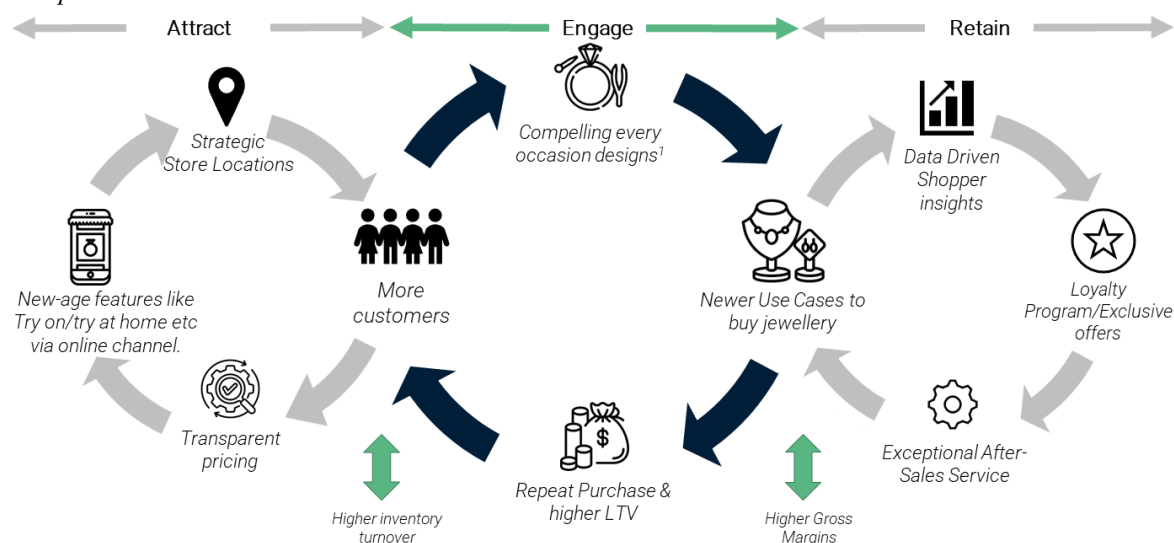 Attract
Engage
Retain
Strategic
Store Locations
Compelling every
occasion designs¹
Data Driven
Shopper
insights
New-age features like
Try on/try at home etc
via online channel.
More
customers
Newer Use Cases to
buy jewellery
Loyalty
Program/Exclusive
offers
Transparent
pricing
$
Repeat Purchase &
higher LTV
Exceptional After-
Sales Service
Higher inventory
turnover
Higher Gross
Margins